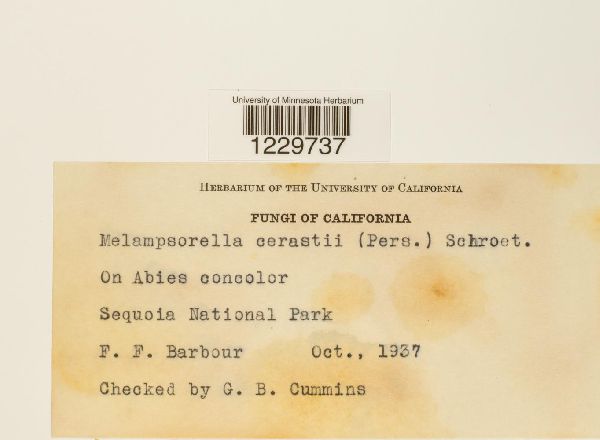 University of Minnesota Herbarium
1229737
HERBARIUM OF THE UNIVERSITY OF CALIFORNIA
FUNGI OF CALIFORNIA
Melampsorella cerastii (Pers.) Schroet.
On Abies concolor
Sequoia National Park
F. F. Barbour Oct., 1937
Checked by G. B. Cummins